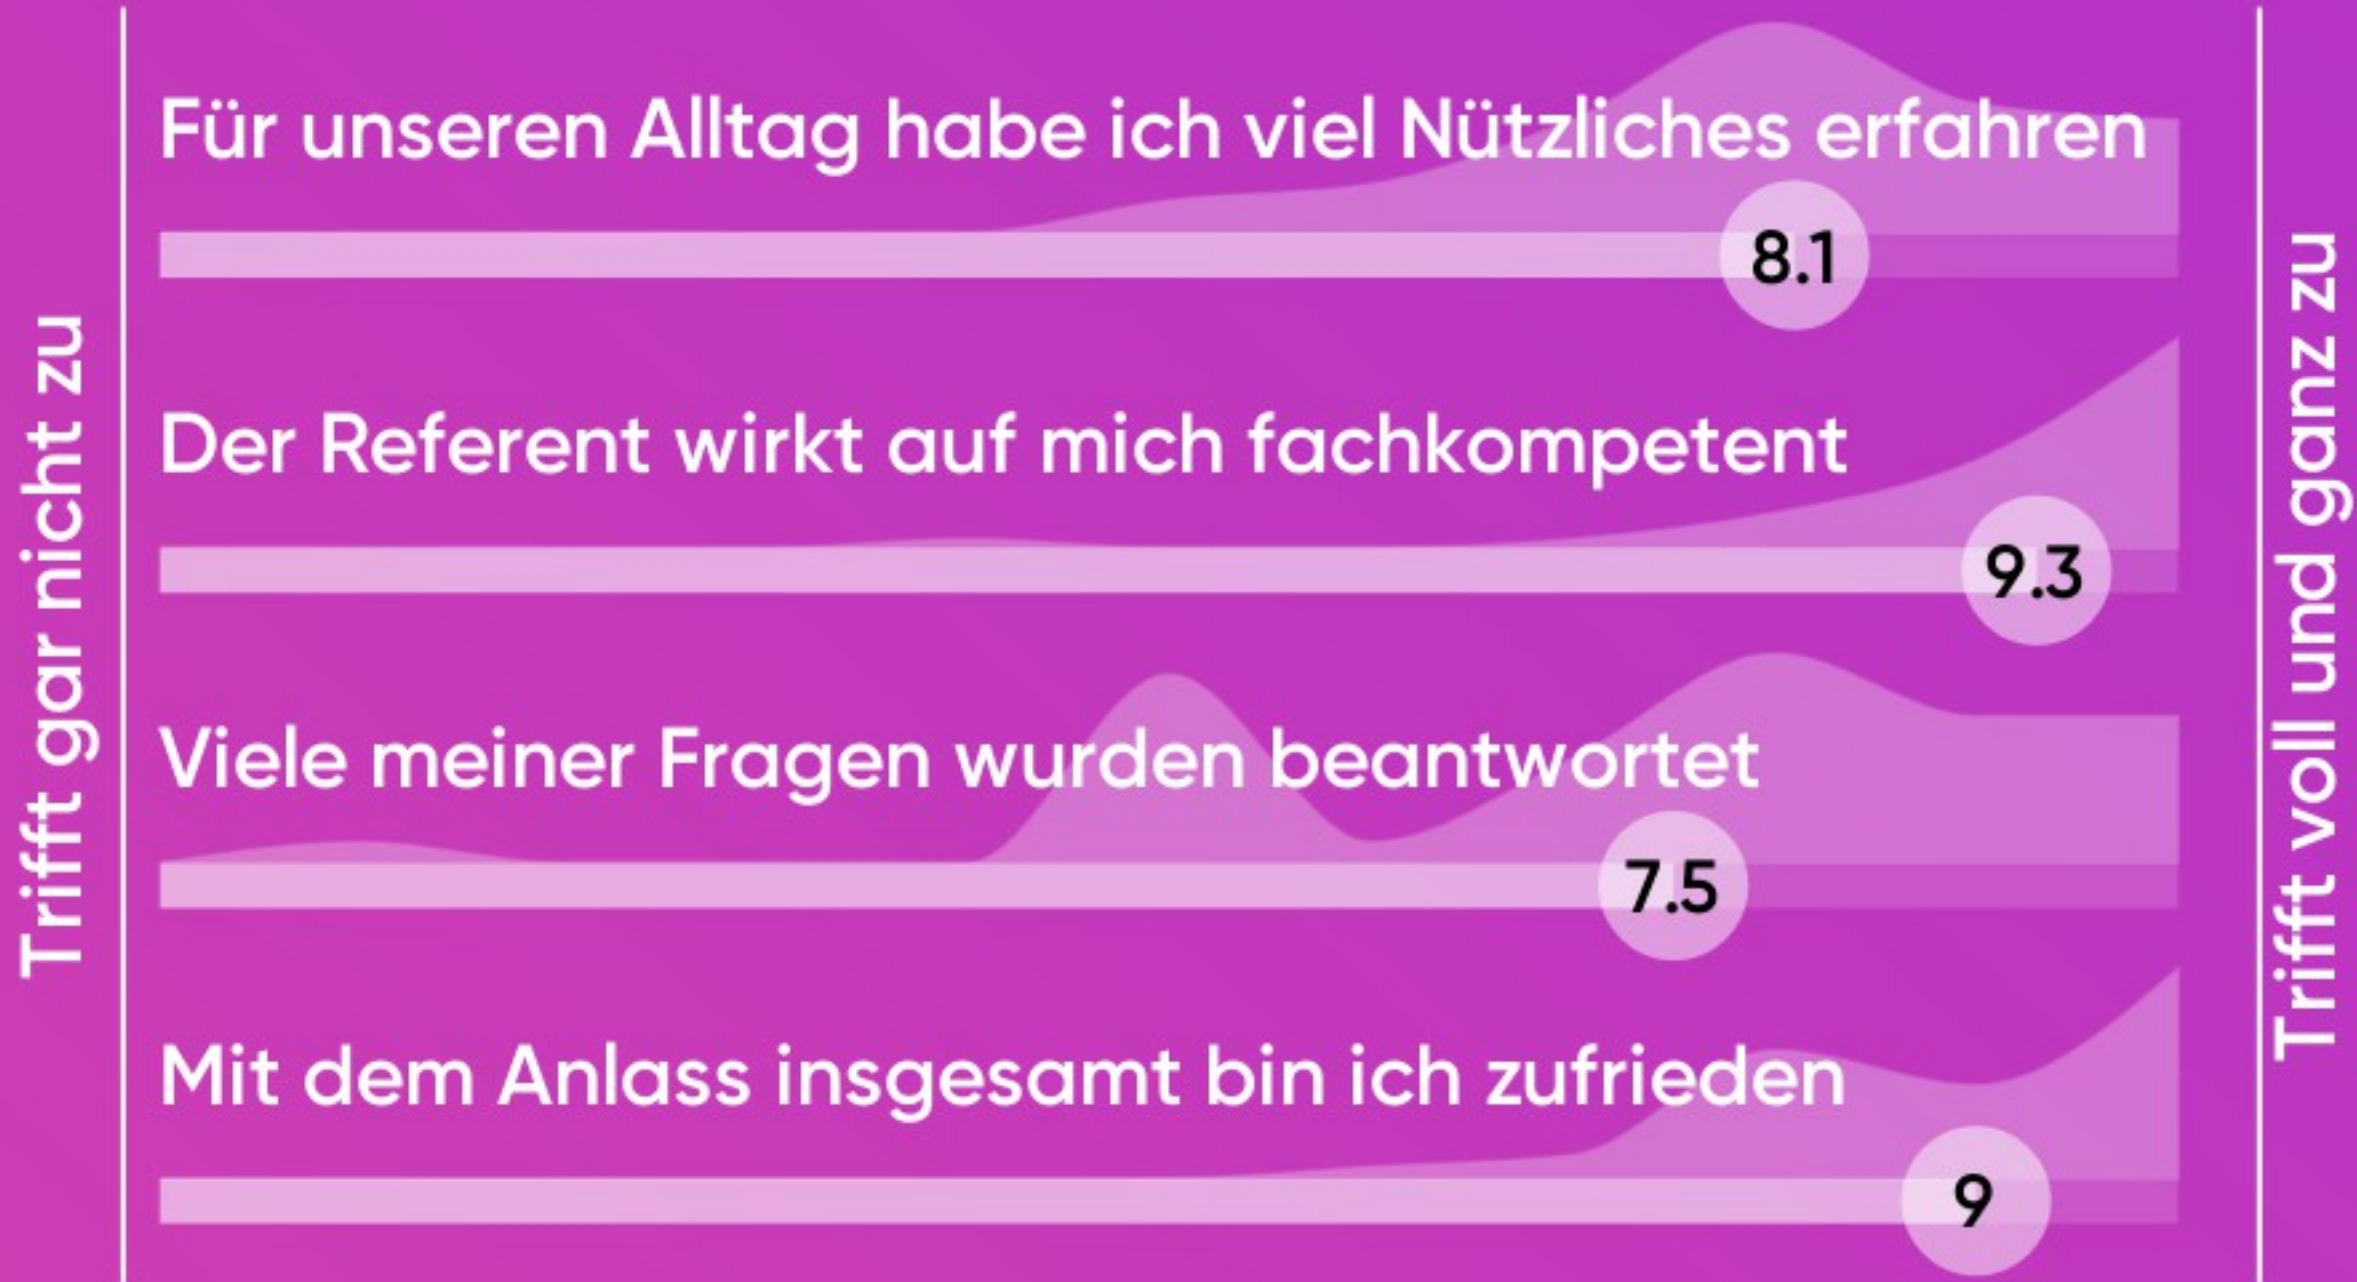 Trifft gar nicht zu
Für unseren Alltag habe ich viel Nützliches erfahren
8.1
Der Referent wirkt auf mich fachkompetent
9.3
Viele meiner Fragen wurden beantwortet
7.5
Mit dem Anlass insgesamt bin ich zufrieden
9
Trifft voll und ganz zu